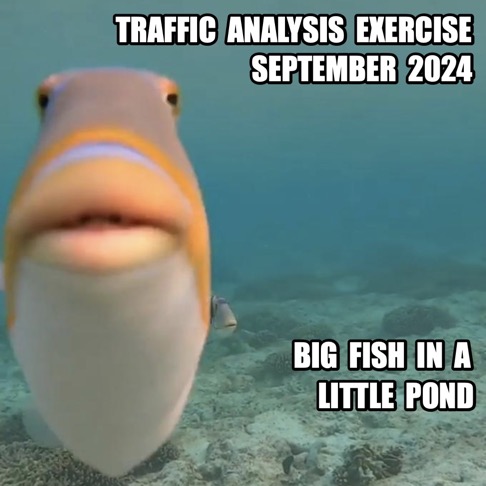 TRAFFIC ANALYSIS EXERCISE
SEPTEMBER 2024
BIG FISH IN A
LITTLE POND